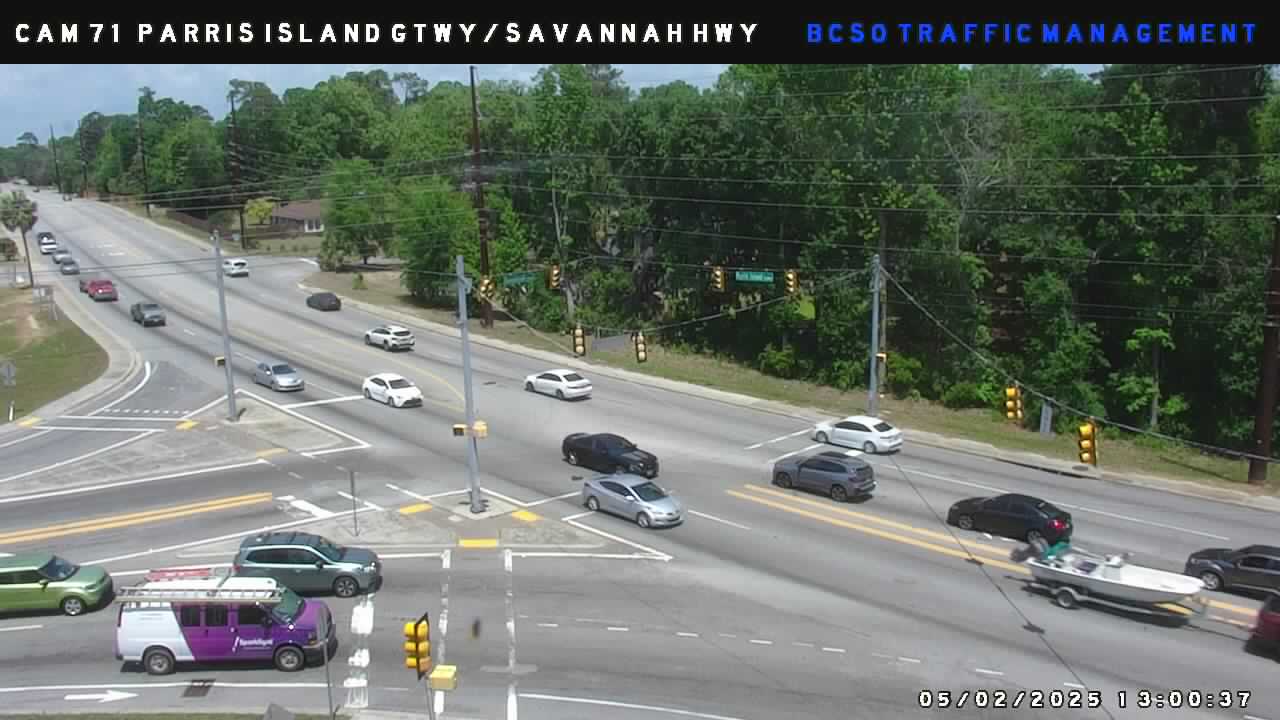 CAM 71 PARRIS ISLAND GTWY/SAVANNAH HWY
BCSO TRAFFIC MANAGEMENT
05/02/2025 13:00:37